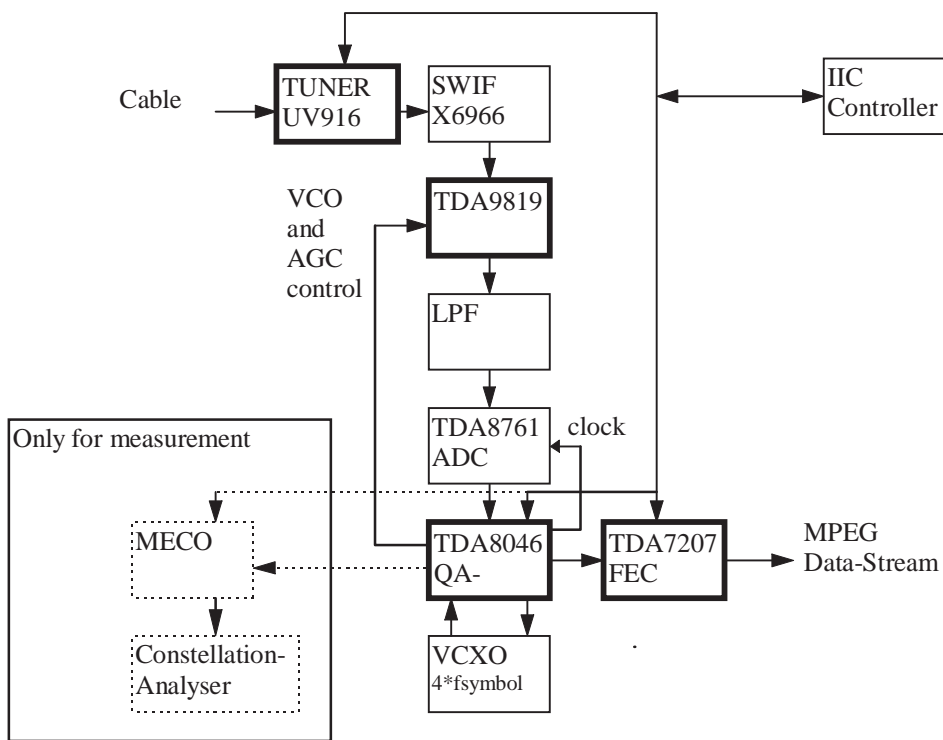 TUNER
UV916
SWIF
X6966
IIC
Controller
Cable
VCO
and
AGC
control
TDA9819
LPF
TDA8761
ADC
clock
Only for measurement
MECO
TDA8046
QA-
TDA7207
FEC
MPEG
Data-Stream
Constellation-
Analyser
VCXO
4*fsymbol